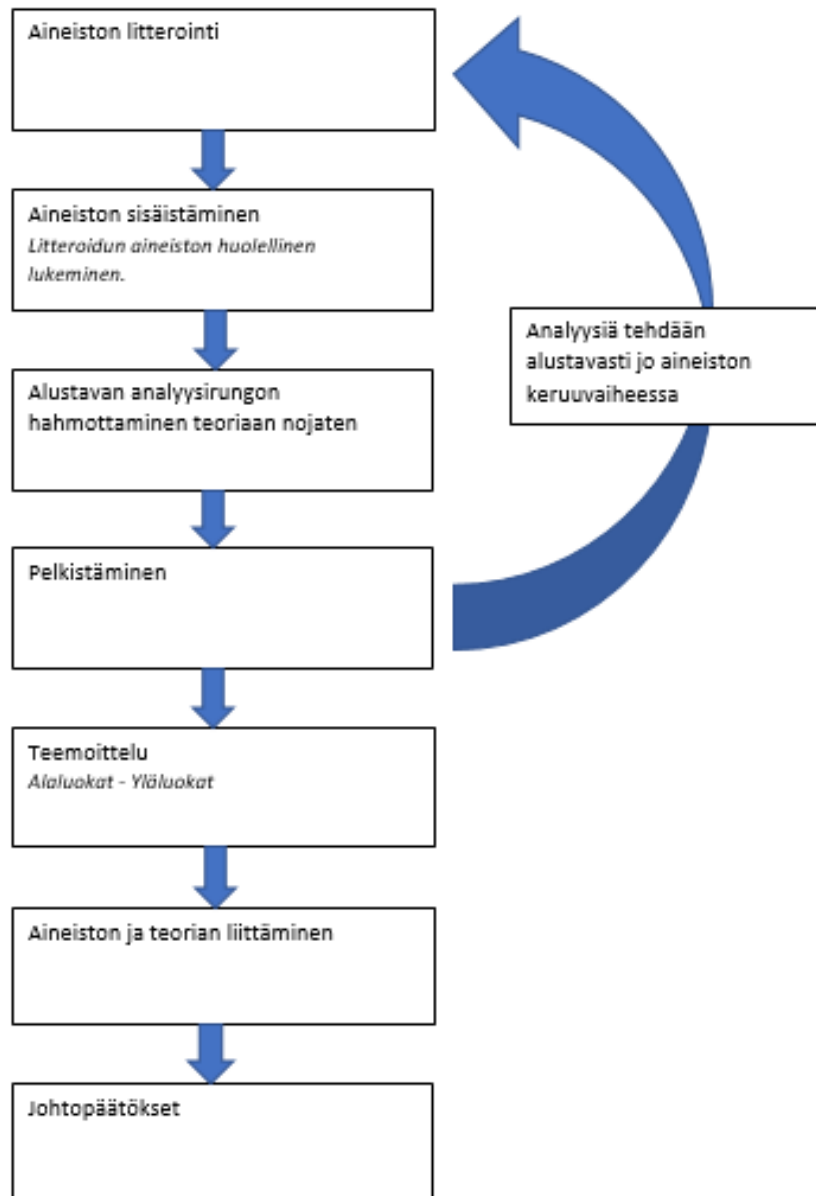 Aineiston litterointi
Aineiston sisäistäminen
Litteroidun aineiston huolellinen
lukeminen.
Alustavan analyysirungon
hahmottaminen teoriaan nojaten
Analyysiä tehdään
alustavasti jo aineiston
keruuvaiheessa
Pelkistäminen
Teemoittelu
Alaluokat - Yläluokat
Aineiston ja teorian liittäminen
Johtopäätökset